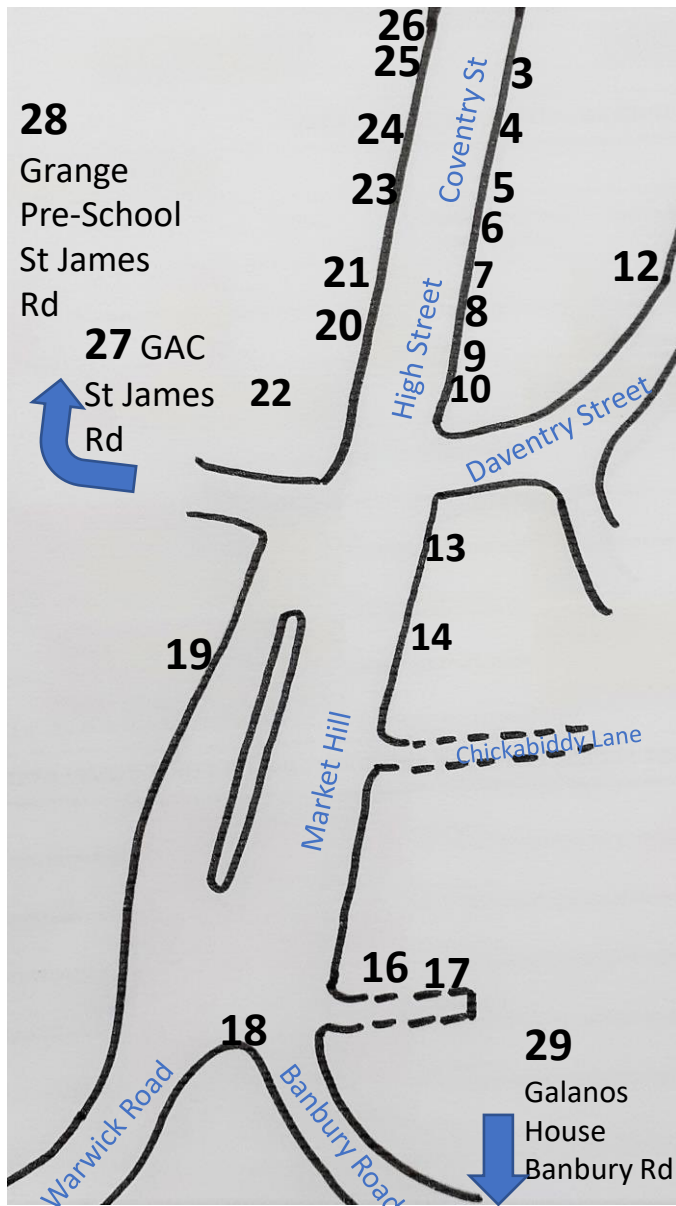 26
25
Coventry St
3
28
24
4
Grange
Pre-School
St James
Rd
23
5
6
12
21
7
20
8
High Street
27 GAC
St James
Rd
22
9
10
Daventry Street
13
19
14
Market Hill
Chickabiddy Lane
16
17
18
29
Galanos
House
Banbury Rd
Warwick Road
Banbury Road